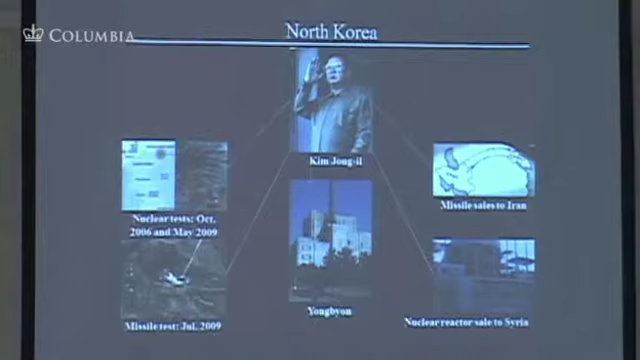 COLUMBIA
North Korea
Kim Jong-il
Nuclear tests: Oct.
2006 and May 2009
Missile sales to Iran
Missile test: Jul. 2009
Yongbyon
Nuclear reactor sale to Syria